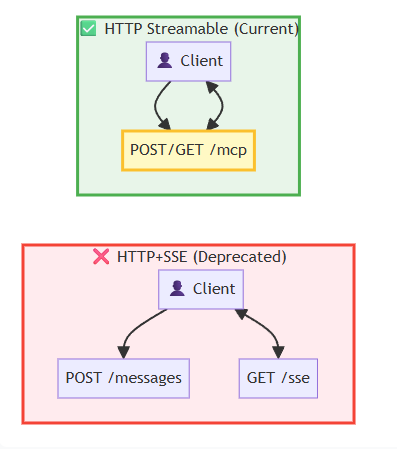 ✅ HTTP Streamable (Current)
👤 Client
POST/GET /mcp
❌ HTTP+SSE (Deprecated)
👤 Client
POST /messages
GET /sse